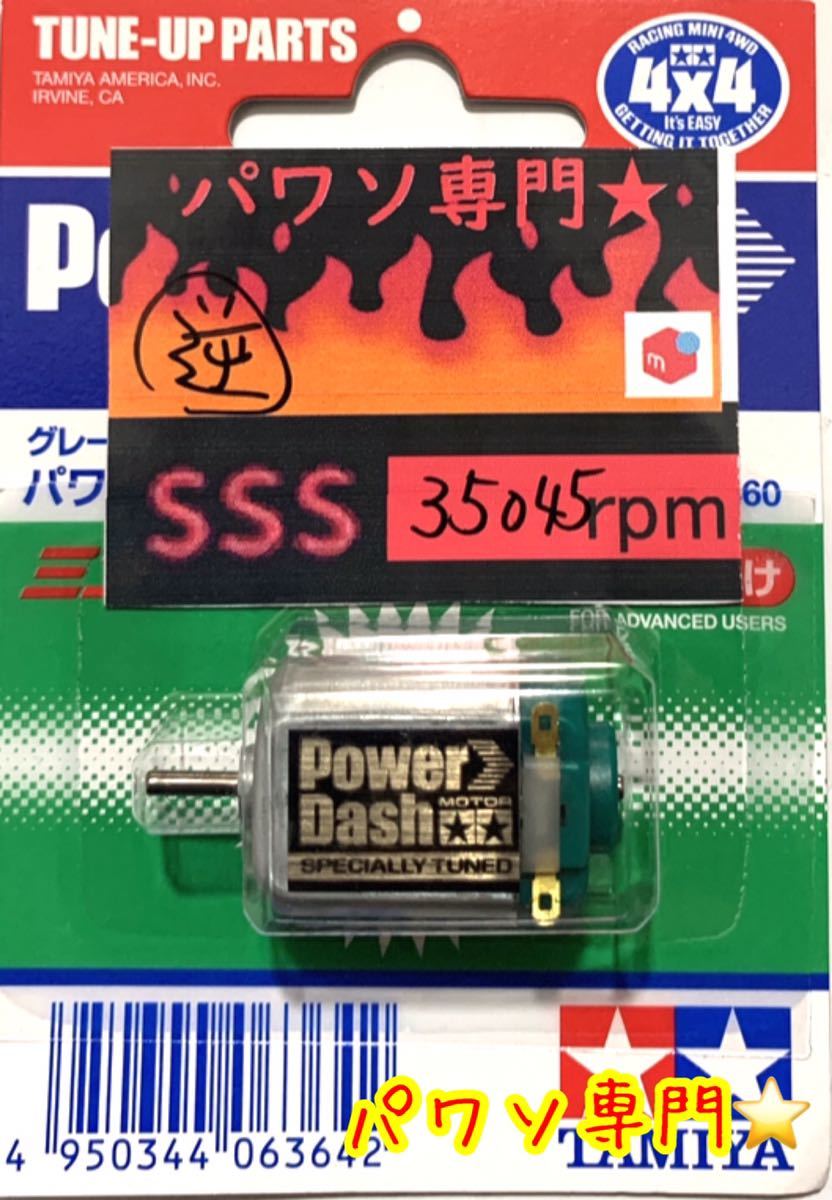 TUNE-UP PARTS
TAMIYA AMERICA, INC.
IRVINE, CA
RACING MINI 4WD
4x4
It's EASY
GETTING IT TOGETHER
パワソ専門★
逆
m
SSS 35045rpm
グレー
パワ
60
ミ
け
FOR ADVANCED USERS
Power
Dash
MOTOR
SPECIALLY TUNED
パワソ専門⭐
TAMIYA
4 950344 063642